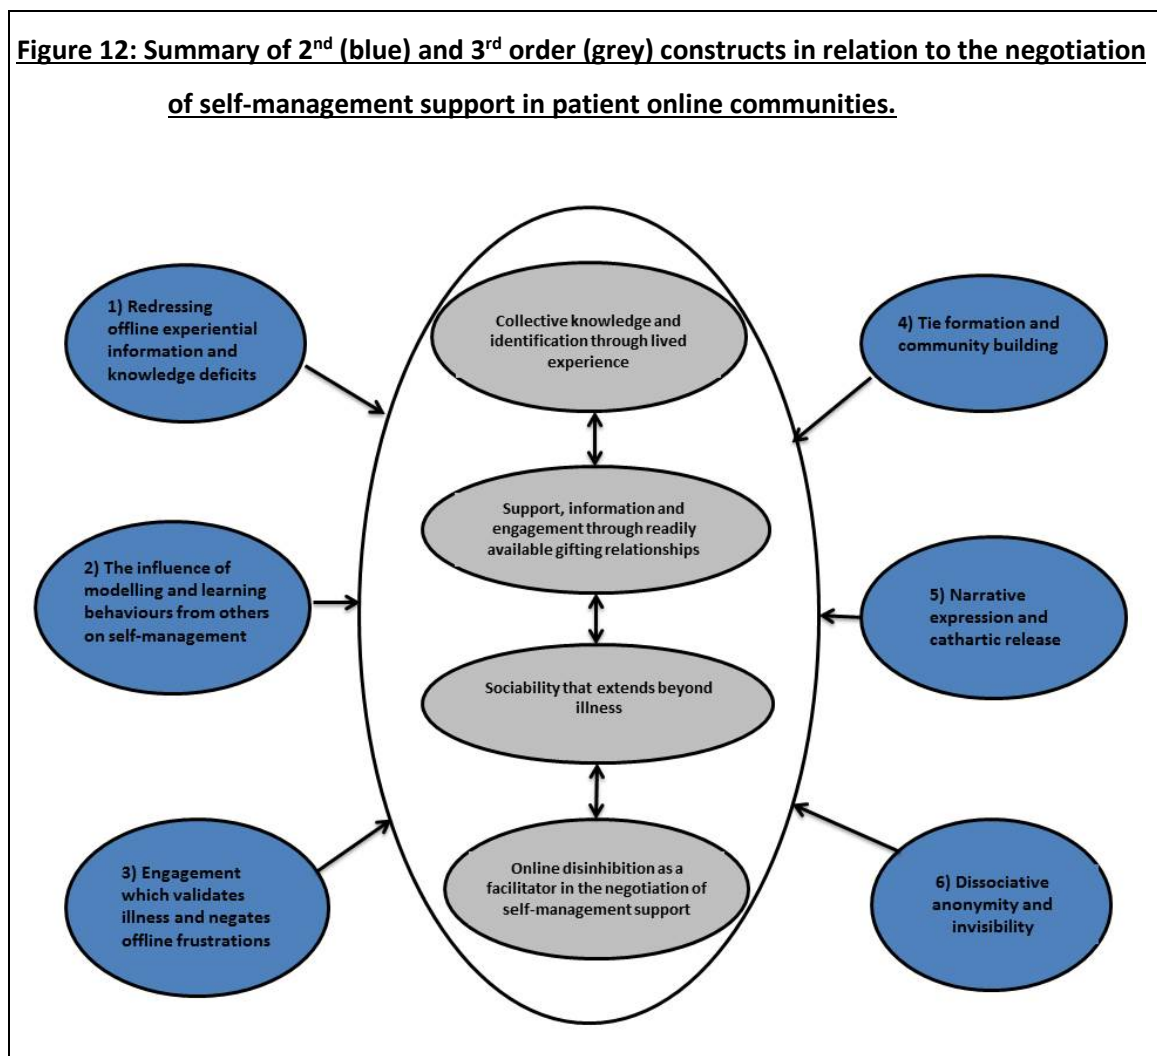 Figure 12: Summary of 2nd (blue) and 3rd order (grey) constructs in relation to the negotiation
of self-management support in patient online communities.
1) Redressing
offline experiential
information and
knowledge deficits
Collective knowledge and
identification through lived
experience
4) Tie formation and
community building
Support, information and
engagement through readily
available gifting relationships
2) The influence of
modelling and learning
behaviours from others
on self-management
5) Narrative
expression and
cathartic release
Sociability that extends beyond
illness
3) Engagement
which validates
illness and negates
offline frustrations
Online disinhibition as a
facilitator in the negotiation of
self-management support
6) Dissociative
anonymity and
invisibility